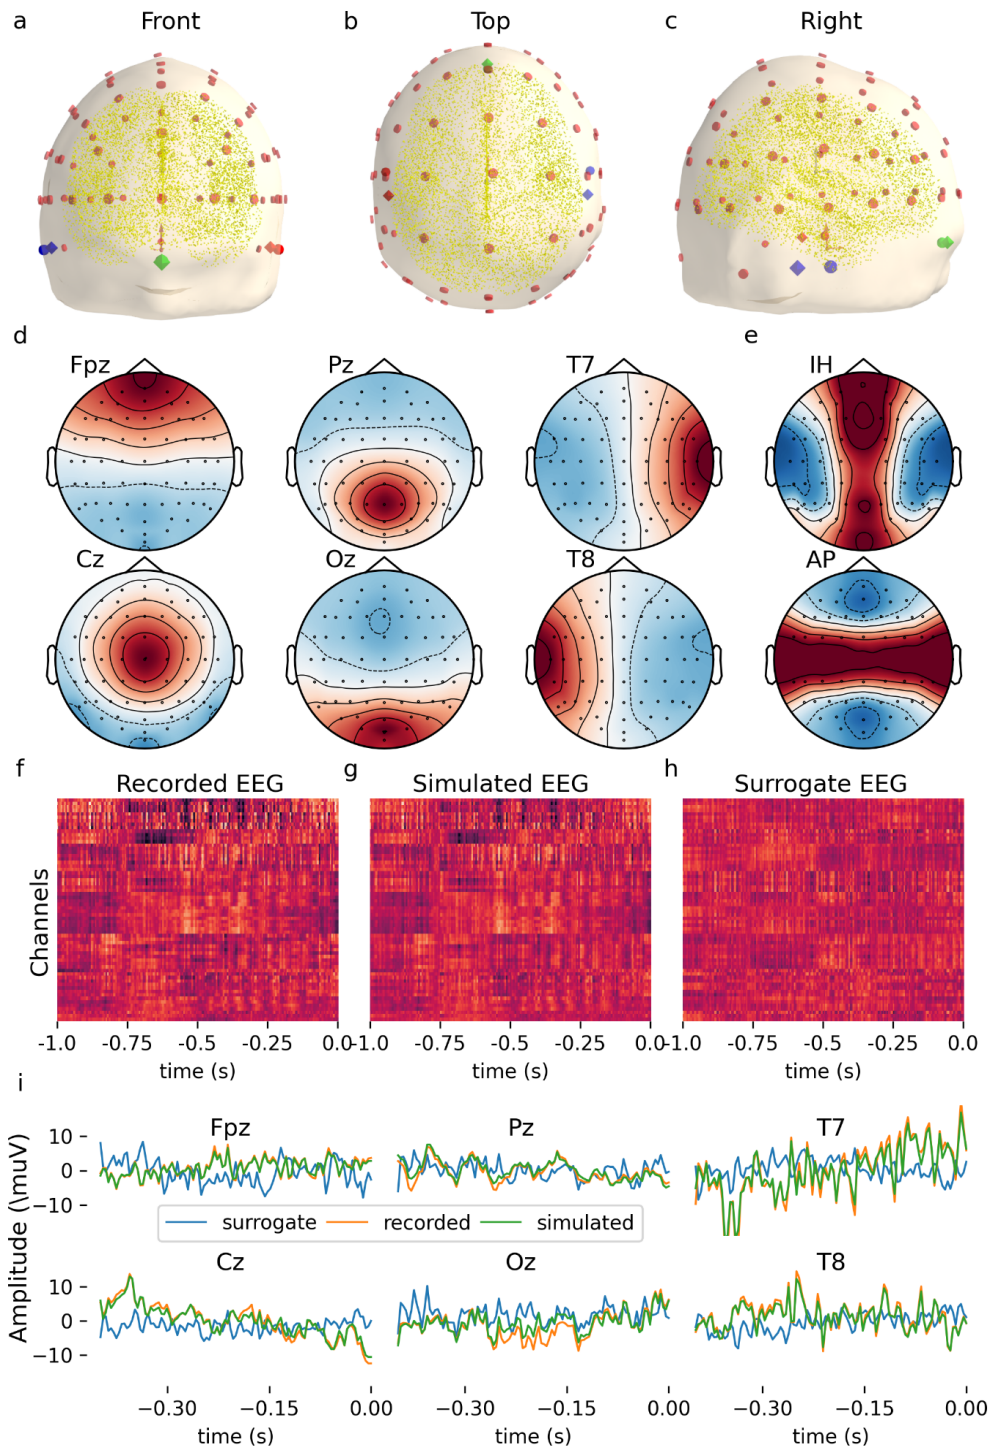 a Front b Top c Right
d e
Fpz Pz T7 IH
Cz Oz T8 AP
f Recorded EEG g Simulated EEG h Surrogate EEG
Channels
-1.0 -0.75 -0.5 -0.25 0.0 -1.0 -0.75 -0.5 -0.25 0.0 -1.0 -0.75 -0.5 -0.25 0.0
time (s) time (s) time (s)
i
Amplitude (\muV)
Fpz Pz T7
10
0
−10
surrogate recorded simulated
Cz Oz T8
10
0
−10
−0.30 −0.15 0.00 −0.30 −0.15 0.00 −0.30 −0.15 0.00
time (s) time (s) time (s)